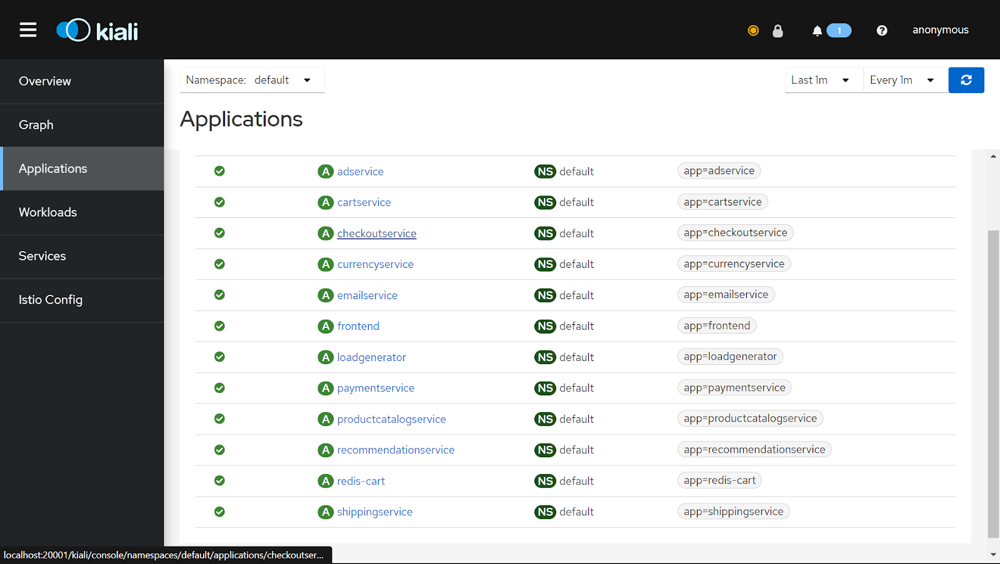 kiali
1
anonymous
Overview
Graph
Applications
Workloads
Services
Istio Config
Namespace: default
Last 1m
Every 1m
Applications
A adservice NS default app=adservice
A cartservice NS default app=cartservice
A checkoutservice NS default app=checkoutservice
A currencyservice NS default app=currencyservice
A emailservice NS default app=emailservice
A frontend NS default app=frontend
A loadgenerator NS default app=loadgenerator
A paymentservice NS default app=paymentservice
A productcatalogservice NS default app=productcatalogservice
A recommendationservice NS default app=recommendationservice
A redis-cart NS default app=redis-cart
A shippingservice NS default app=shippingservice
localhost:20001/kiali/console/namespaces/default/applications/checkoutser...